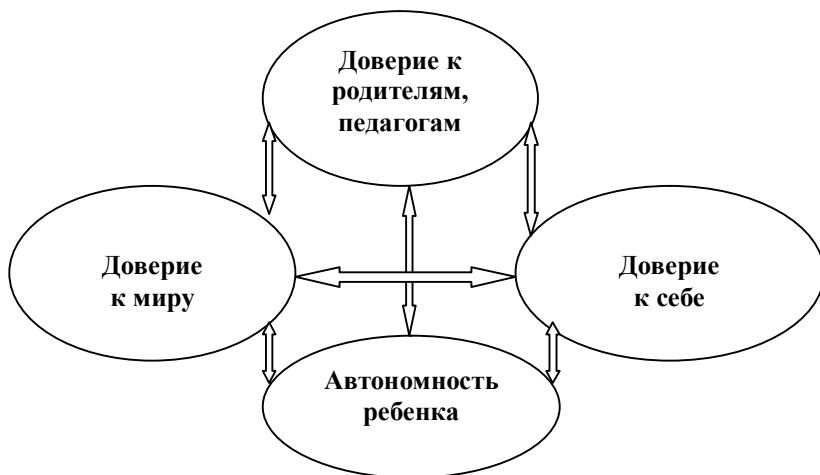 Доверие к
родителям,
педагогам
Доверие
к миру
Доверие
к себе
Автономность
ребенка